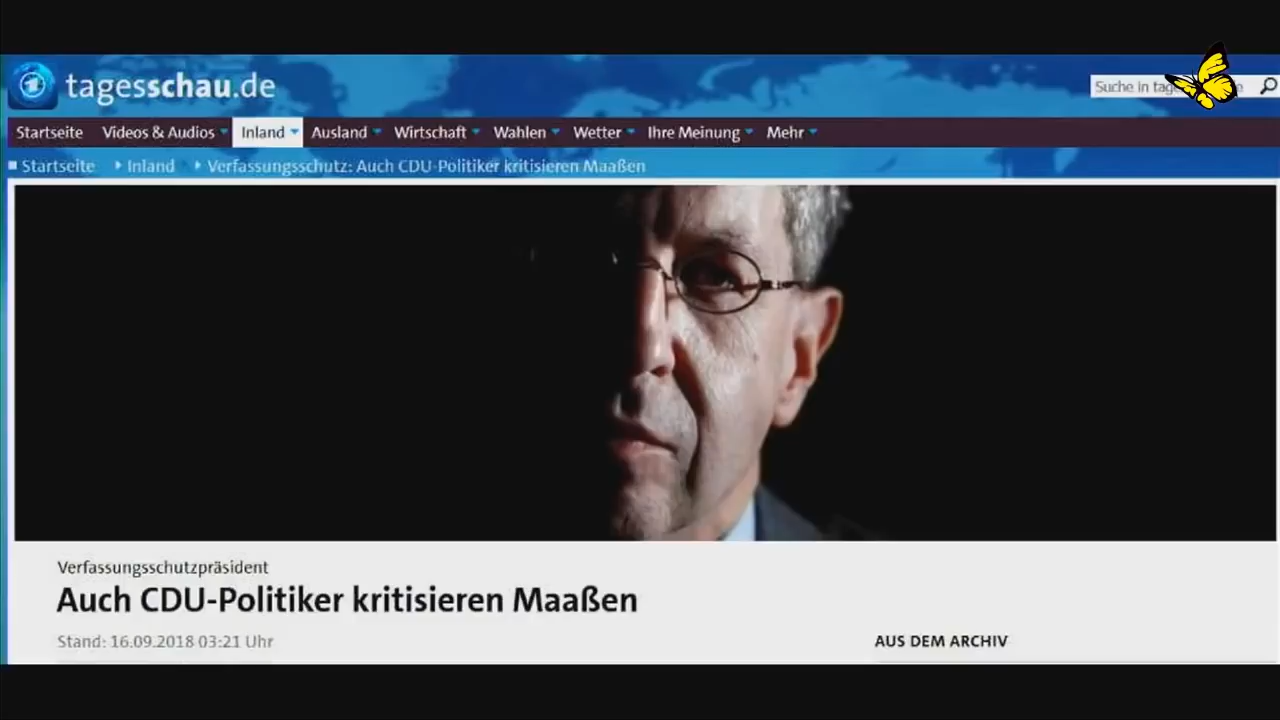 tagesschau.de
Suche in
Startseite Videos & Audios Inland Ausland Wirtschaft Wahlen Wetter Ihre Meinung Mehr
Startseite Inland Verfassungsschutz: Auch CDU-Politiker kritisieren Maaßen
Verfassungsschutzpräsident
Auch CDU-Politiker kritisieren Maaßen
Stand: 16.09.2018 03:21 Uhr
AUS DEM ARCHIV